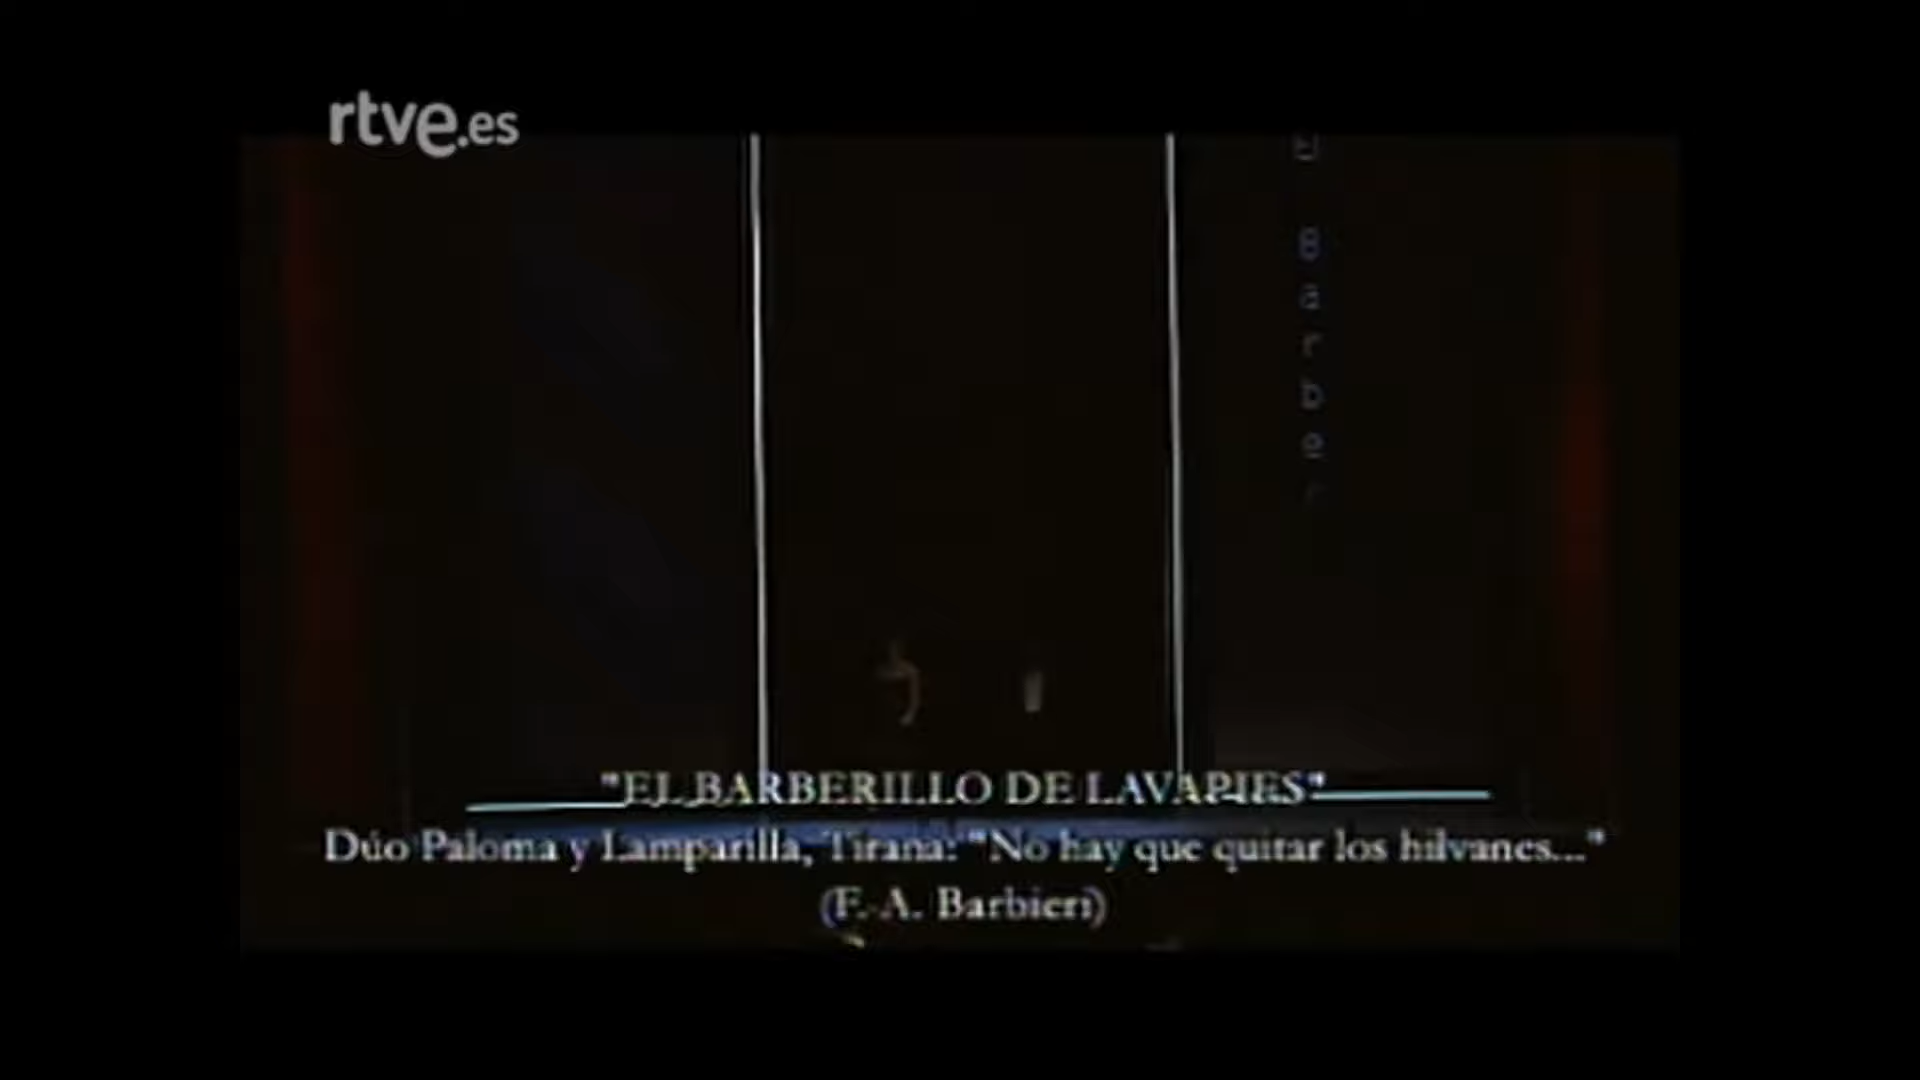 rtve.es
E
B
a
r
b
e
r
"EL BARBERILLO DE LAVAPIES"
Dúo Paloma y Lamparilla, Tirana: "No hay que quitar los hilvanes..."
(F.-A. Barbieri)